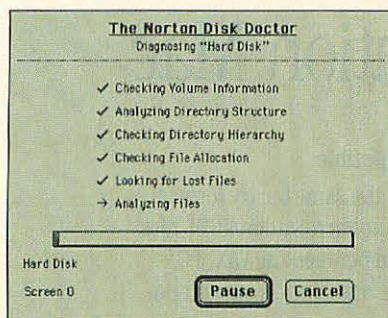 The Norton Disk Doctor
Diagnosing "Hard Disk"
✓ Checking Volume Information
✓ Analyzing Directory Structure
✓ Checking Directory Hierarchy
✓ Checking File Allocation
✓ Looking for Lost Files
→ Analyzing Files
Hard Disk
Screen 0
Pause
Cancel